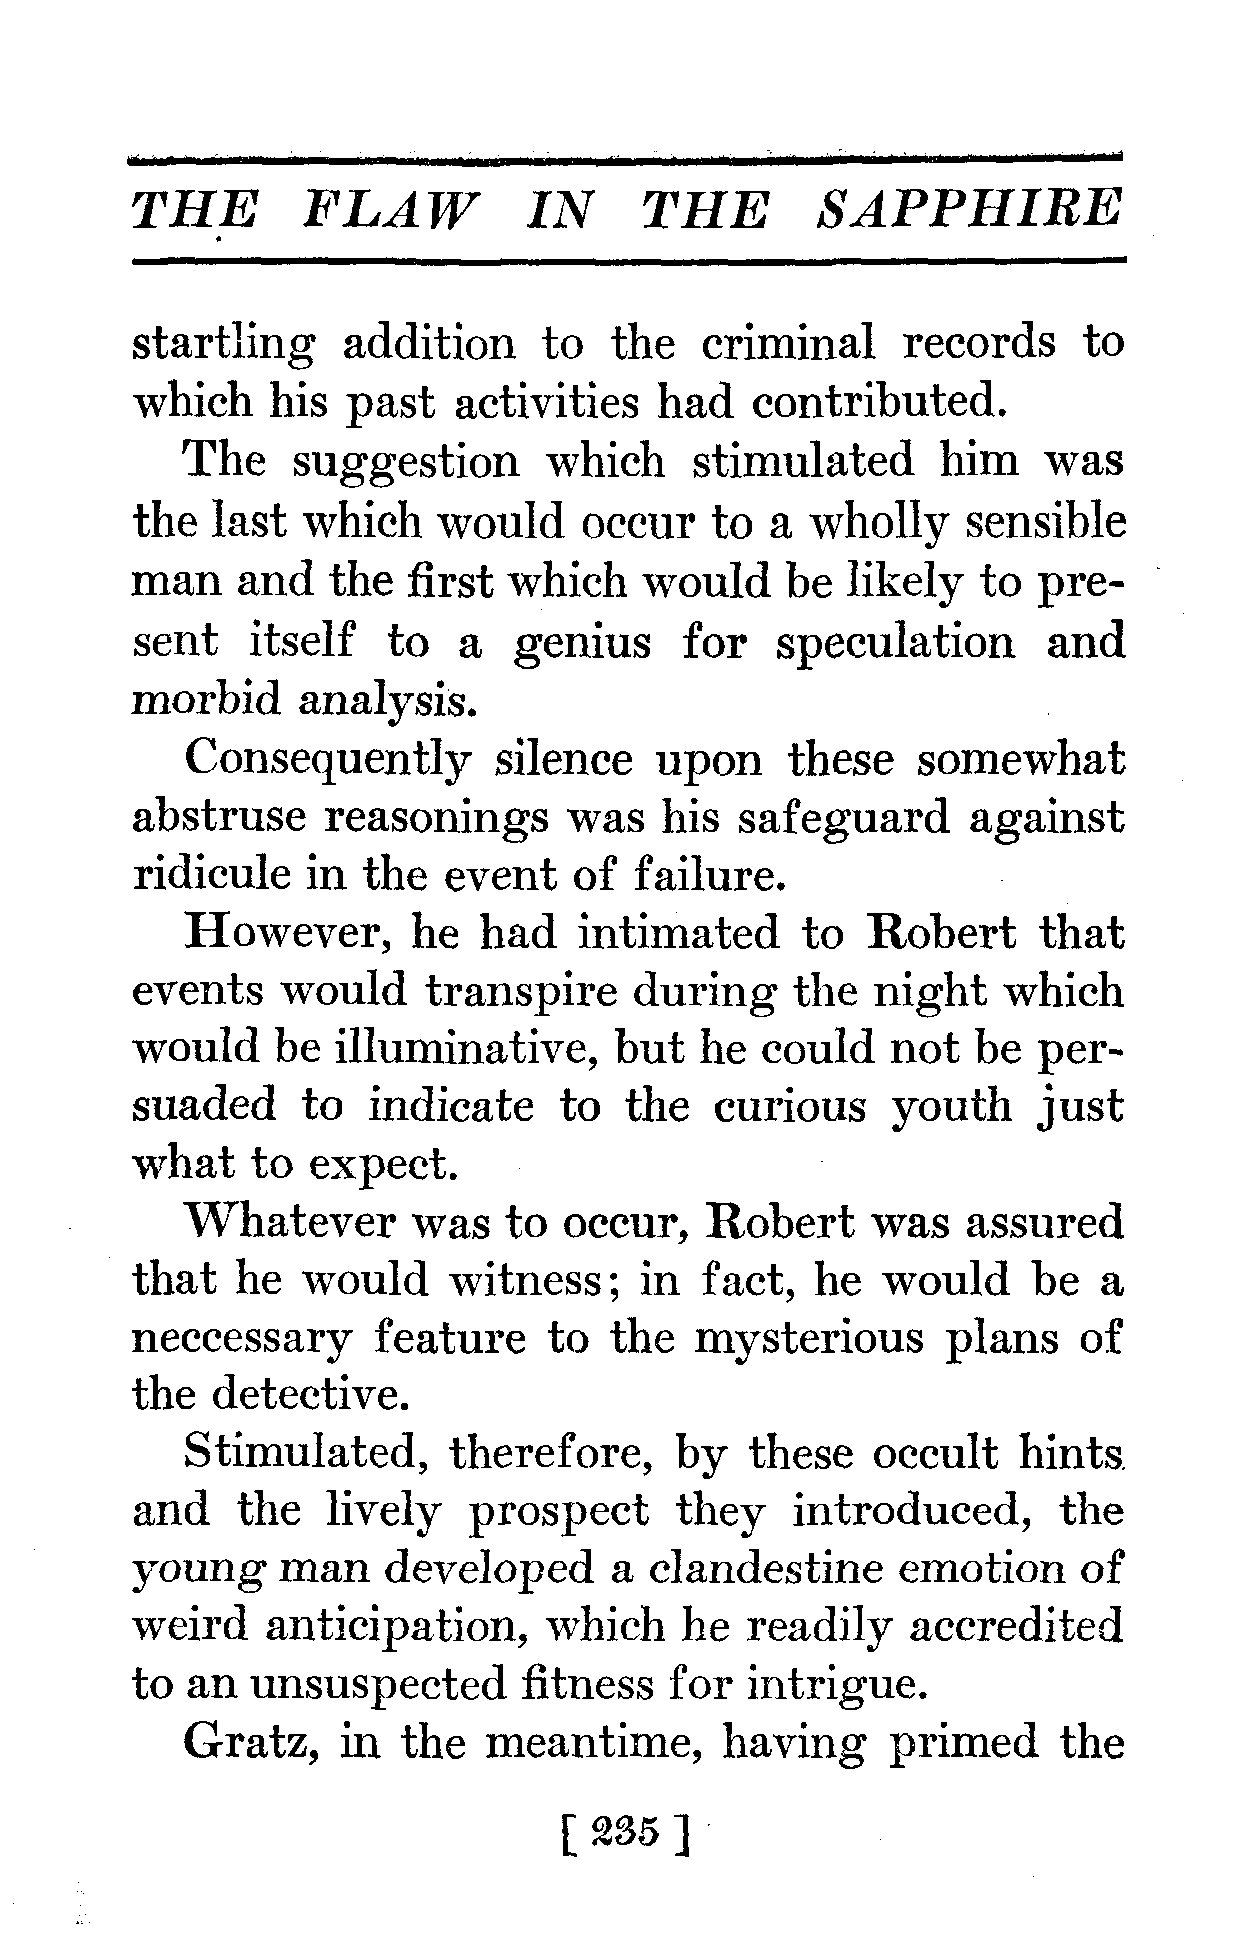 THE FLAW IN THE SAPPHIRE
startling addition to the criminal records to
which his past activities had contributed.
The suggestion which stimulated him was
the last which would occur to a wholly sensible
man and the first which would be likely to pre-
sent itself to a genius for speculation and
morbid analysis.
Consequently silence upon these somewhat
abstruse reasonings was his safeguard against
ridicule in the event of failure.
However, he had intimated to Robert that
events would transpire during the night which
would be illuminative, but he could not be per-
suaded to indicate to the curious youth just
what to expect.
Whatever was to occur, Robert was assured
that he would witness; in fact, he would be a
neccessary feature to the mysterious plans of
the detective.
Stimulated, therefore, by these occult hints
and the lively prospect they introduced, the
young man developed a clandestine emotion of
weird anticipation, which he readily accredited
to an unsuspected fitness for intrigue.
Gratz, in the meantime, having primed the
[ 235 ]